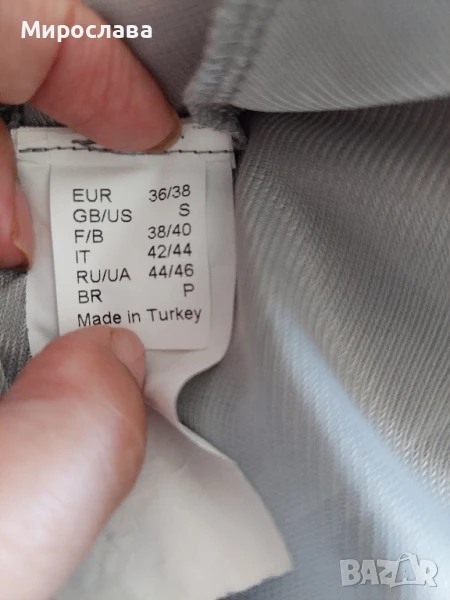 Мирослава
EUR 36/38
GB/US S
F/B 38/40
IT 42/44
RU/UA 44/46
BR P
Made in Turkey
BAZAR